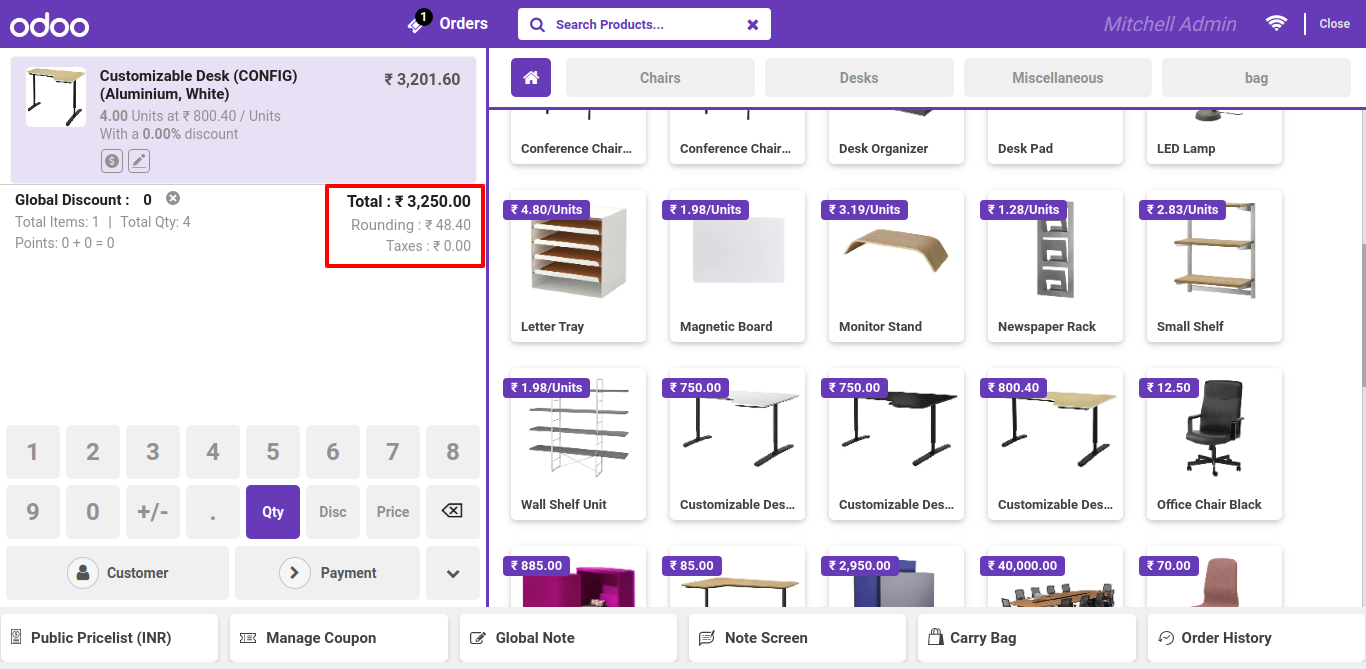 odoo
1
Orders
Search Products...
Mitchell Admin
Close
Customizable Desk (CONFIG)
(Aluminium, White)
₹ 3,201.60
4.00 Units at ₹ 800.40 / Units
With a 0.00% discount
$
Global Discount : 0
Total : ₹ 3,250.00
Total Items: 1 | Total Qty: 4
Rounding : ₹ 48.40
Points: 0 + 0 = 0
Taxes : ₹ 0.00
1 2 3 4 5 6 7 8
9 0 +/- . Qty Disc Price
Customer
Payment
Chairs
Desks
Miscellaneous
bag
Conference Chair...
Conference Chair...
Desk Organizer
Desk Pad
LED Lamp
₹ 4.80/Units
₹ 1.98/Units
₹ 3.19/Units
₹ 1.28/Units
₹ 2.83/Units
Letter Tray
Magnetic Board
Monitor Stand
Newspaper Rack
Small Shelf
₹ 1.98/Units
₹ 750.00
₹ 750.00
₹ 800.40
₹ 12.50
Wall Shelf Unit
Customizable Des...
Customizable Des...
Customizable Des...
Office Chair Black
₹ 885.00
₹ 85.00
₹ 2,950.00
₹ 40,000.00
₹ 70.00
Public Pricelist (INR)
Manage Coupon
Global Note
Note Screen
Carry Bag
Order History